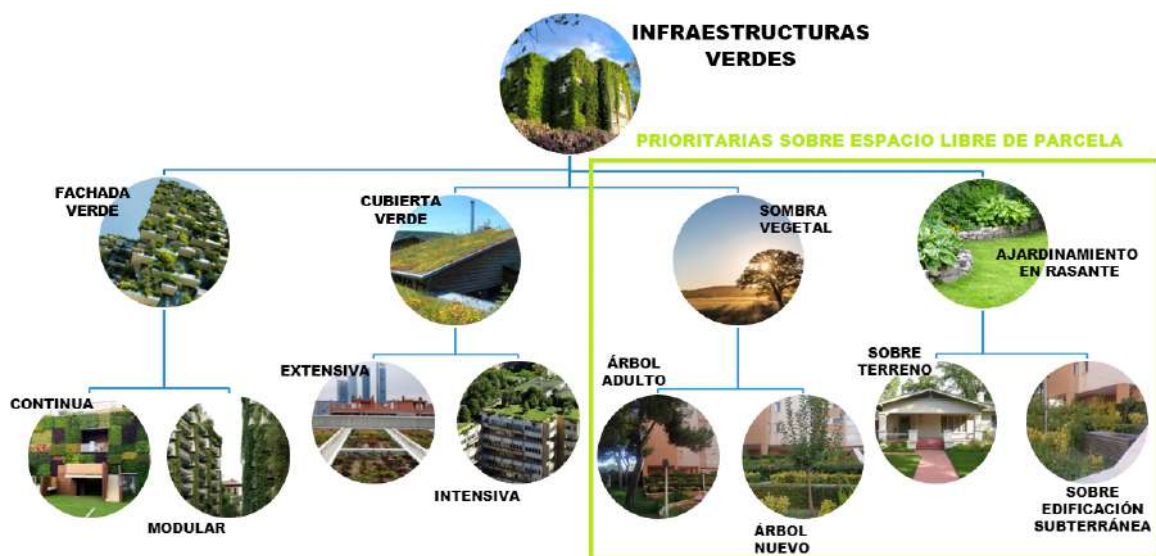 INFRAESTRUCTURAS
VERDES
PRIORITARIAS SOBRE ESPACIO LIBRE DE PARCELA
FACHADA
VERDE
CUBIERTA
VERDE
SOMBRA
VEGETAL
AJARDINAMIENTO
EN RASANTE
CONTINUA
MODULAR
EXTENSIVA
INTENSIVA
ÁRBOL
ADULTO
ÁRBOL
NUEVO
SOBRE
TERRENO
SOBRE
EDIFICACIÓN
SUBTERRÁNEA